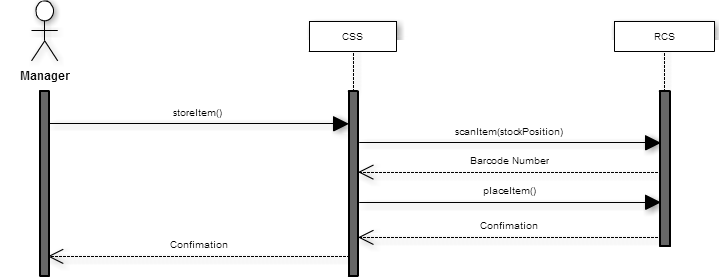 CSS
RCS
Manager
storeItem()
scanItem(stockPosition)
Barcode Number
placeItem()
Confimation
Confimation